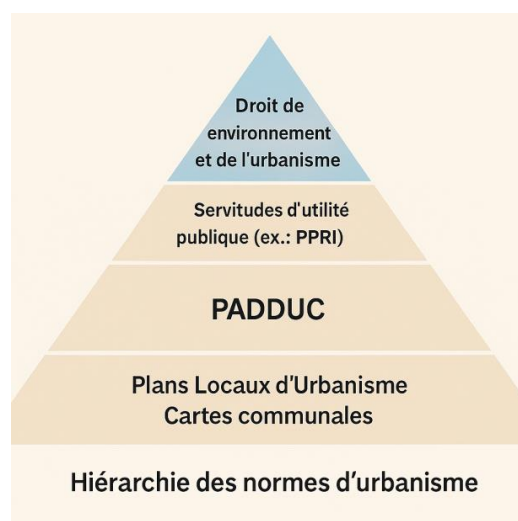 Droit de
environnement
et de l'urbanisme
Servitudes d'utilité
publique (ex.: PPRI)
PADDUC
Plans Locaux d'Urbanisme
Cartes communales
Hiérarchie des normes d'urbanisme